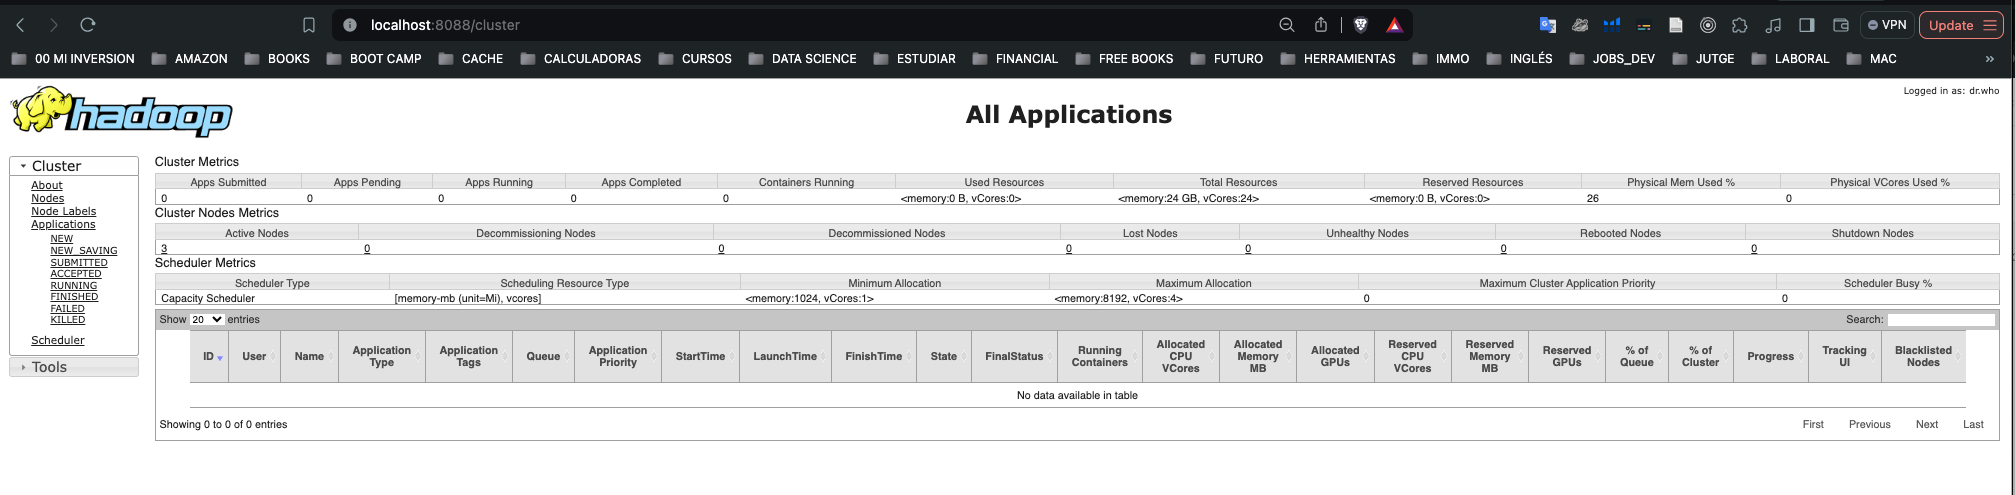 localhost:8088/cluster
VPN
Update
00 MI INVERSION AMAZON BOOKS BOOT CAMP CACHE CALCULADORAS CURSOS DATA SCIENCE ESTUDIAR FINANCIAL FREE BOOKS FUTURO HERRAMIENTAS IMMO INGLÉS JOBS_DEV JUTGE LABORAL MAC »
Logged in as: dr.who
hadoop
All Applications
Cluster
About
Nodes
Node Labels
Applications
NEW
NEW_SAVING
SUBMITTED
ACCEPTED
RUNNING
FINISHED
FAILED
KILLED
Scheduler
Tools
Cluster Metrics
Apps Submitted Apps Pending Apps Running Apps Completed Containers Running Used Resources Total Resources Reserved Resources Physical Mem Used % Physical VCores Used %
0 0 0 0 0 <memory:0 B, vCores:0> <memory:24 GB, vCores:24> <memory:0 B, vCores:0> 26 0
Cluster Nodes Metrics
Active Nodes Decommissioning Nodes Decommissioned Nodes Lost Nodes Unhealthy Nodes Rebooted Nodes Shutdown Nodes
3 0 0 0 0 0 0
Scheduler Metrics
Scheduler Type Scheduling Resource Type Minimum Allocation Maximum Allocation Maximum Cluster Application Priority Scheduler Busy %
Capacity Scheduler [memory-mb (unit=Mi), vcores] <memory:1024, vCores:1> <memory:8192, vCores:4> 0 0
Show 20 entries Search:
ID User Name Application Type Application Tags Queue Application Priority StartTime LaunchTime FinishTime State FinalStatus Running Containers Allocated CPU VCores Allocated Memory MB Allocated GPUs Reserved CPU VCores Reserved Memory MB Reserved GPUs % of Queue % of Cluster Progress Tracking UI Blacklisted Nodes
No data available in table
Showing 0 to 0 of 0 entries First Previous Next Last